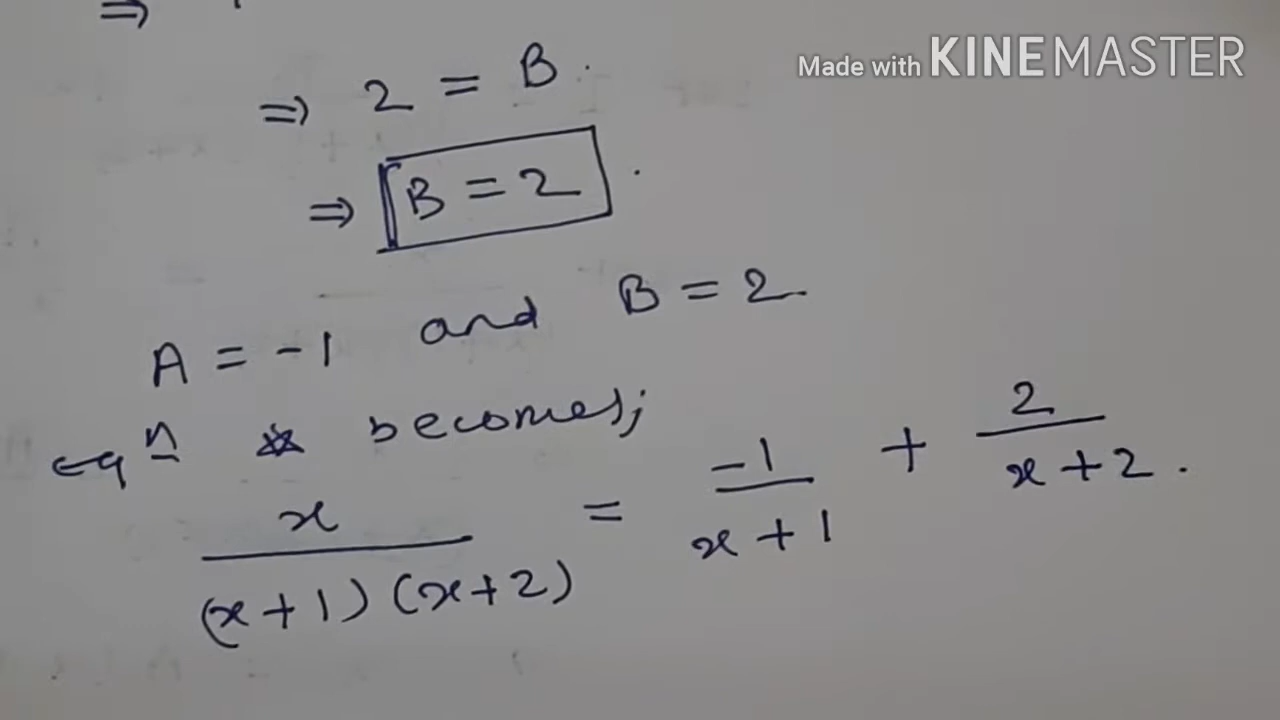 ⇒
Made with KINEMASTER
⇒ 2 = B.
⇒ B = 2.
A = -1 and B = 2
eqn * becomes;
x/((x+1)(x+2)) = -1/(x+1) + 2/(x+2).